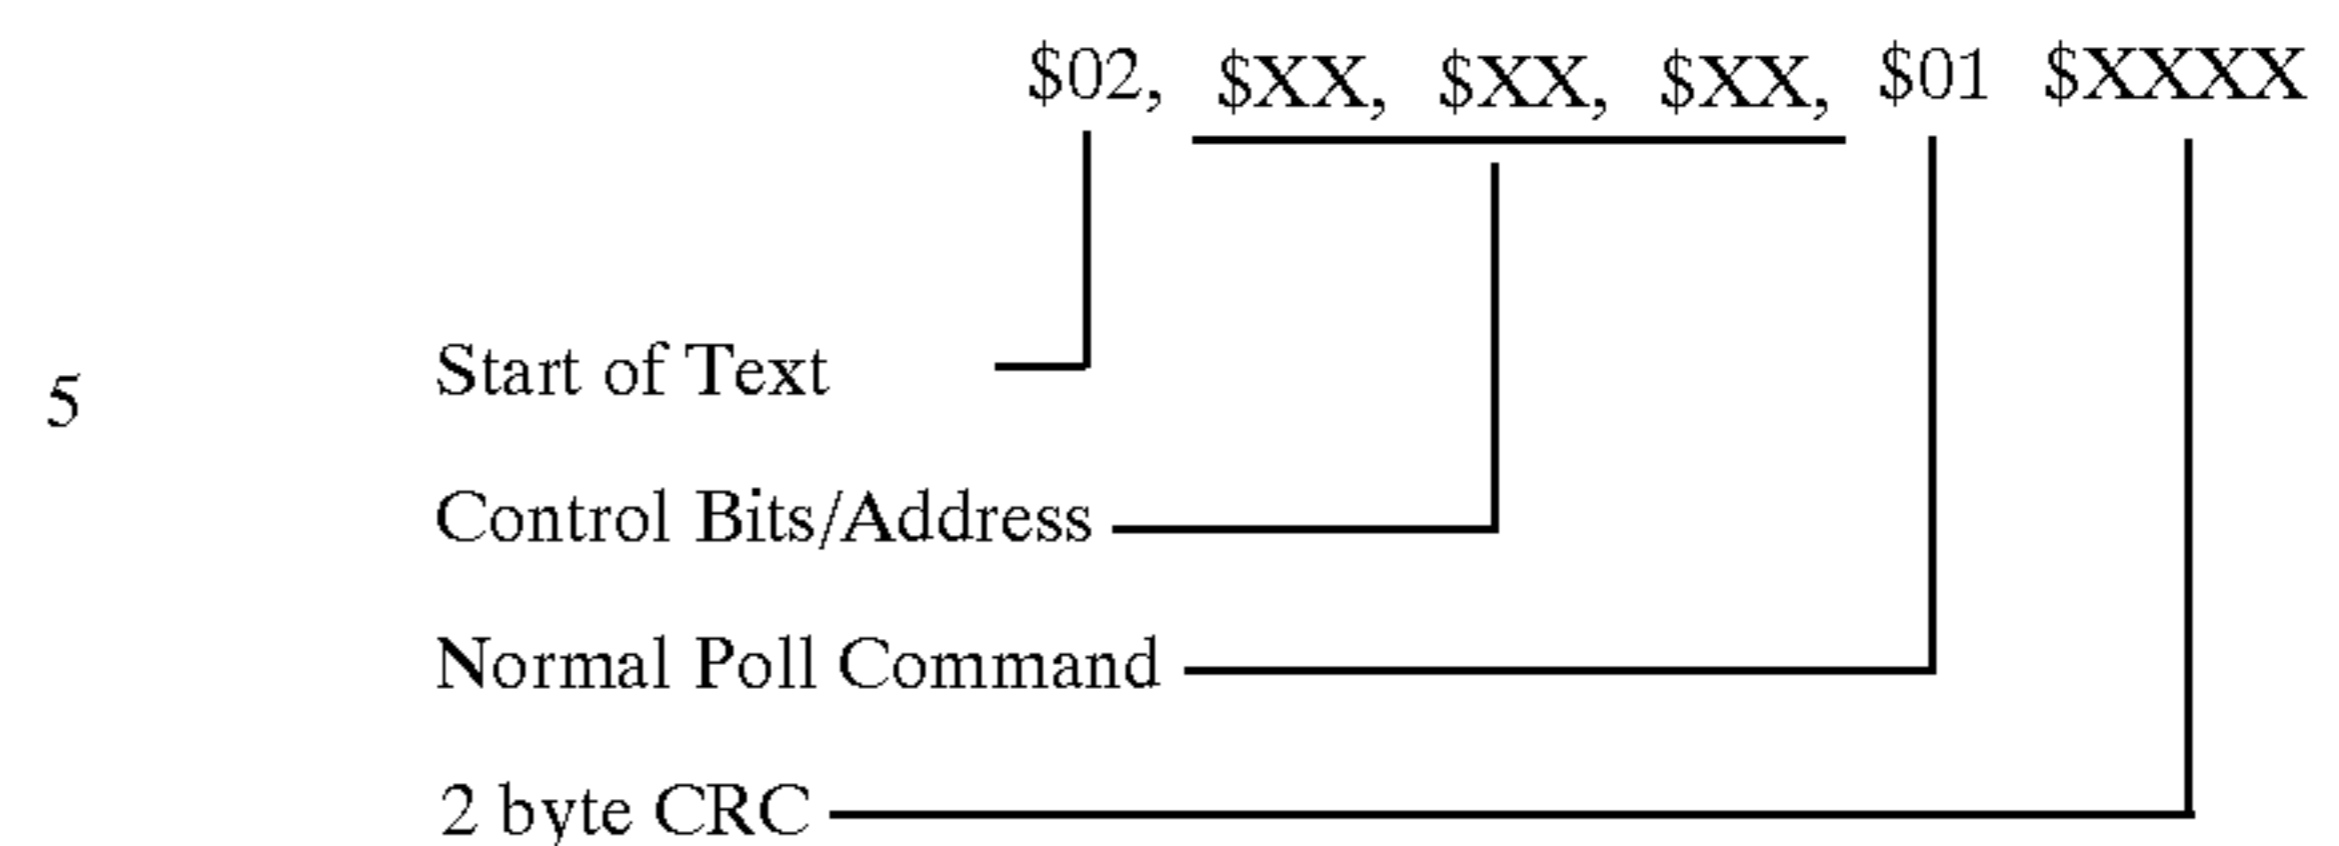 $02, $XX, $XX, $XX, $01 $XXXX
Start of Text
5
Control Bits/Address
Normal Poll Command
2 byte CRC